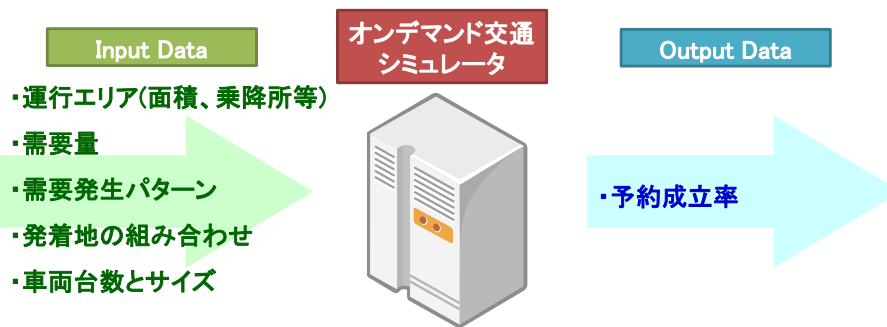 Input Data
・運行エリア(面積、乗降所等)
・需要量
・需要発生パターン
・発着地の組み合わせ
・車両台数とサイズ
オンデマンド交通
シミュレータ
Output Data
・予約成立率